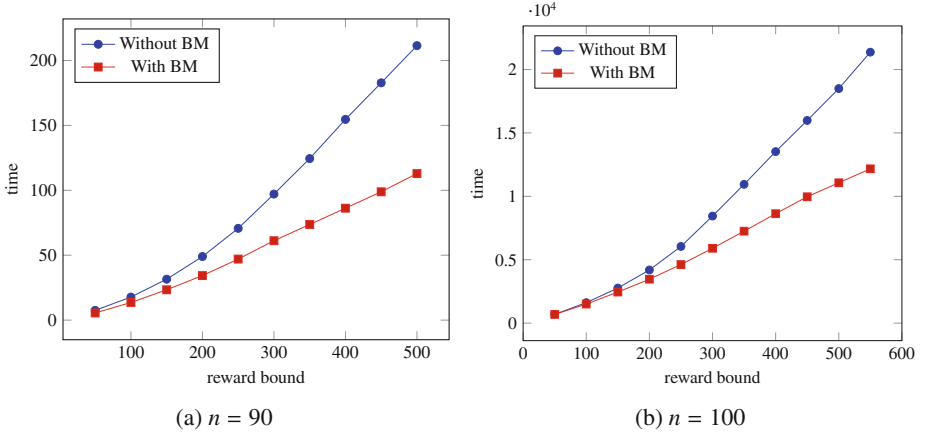 Without BM
With BM
200
150
100
50
0
time
100 200 300 400 500
reward bound
(a) n = 90
·10⁴
Without BM
With BM
2
1.5
1
0.5
0
time
0 100 200 300 400 500 600
reward bound
(b) n = 100